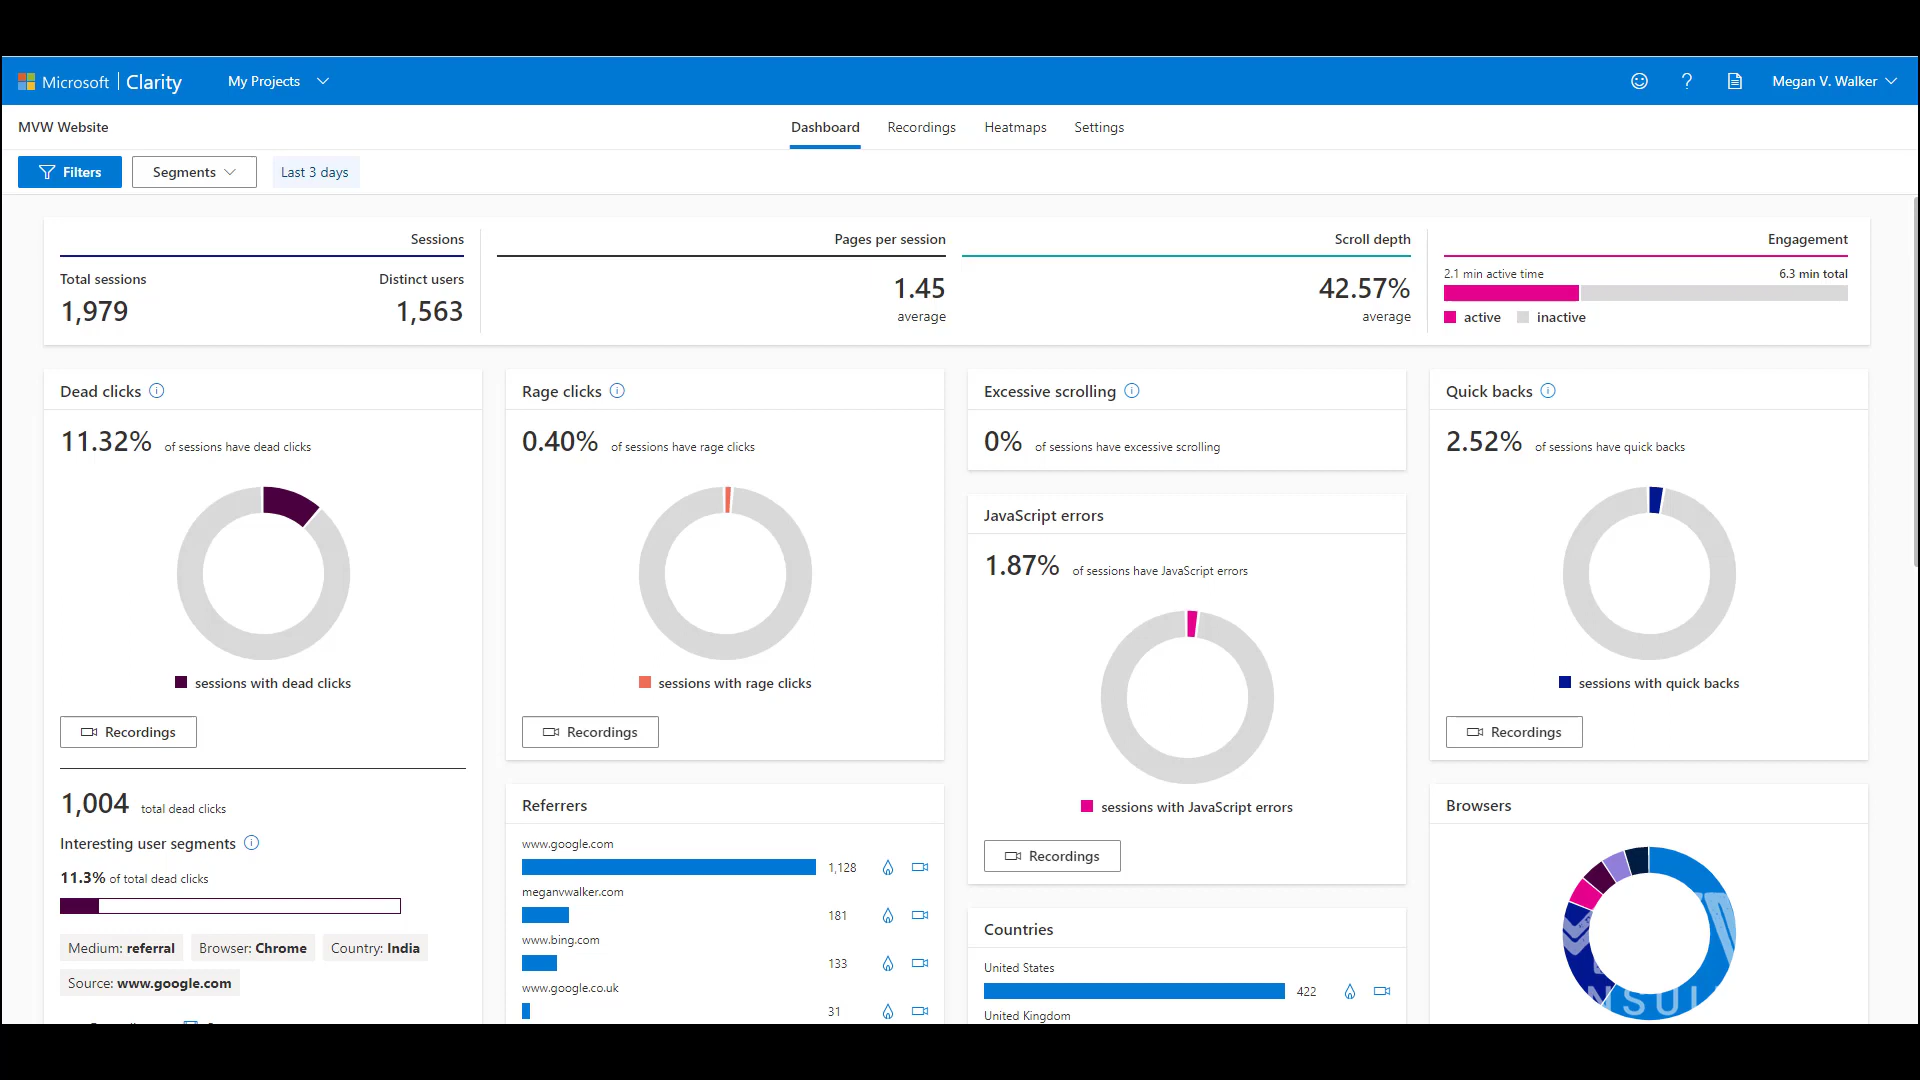 Microsoft | Clarity My Projects ? Megan V. Walker
MVW Website Dashboard Recordings Heatmaps Settings
Filters Segments Last 3 days
Sessions
Total sessions Distinct users
1,979 1,563
Pages per session
1.45
average
Scroll depth
42.57%
average
Engagement
2.1 min active time 6.3 min total
active inactive
Dead clicks
11.32% of sessions have dead clicks
sessions with dead clicks
Recordings
1,004 total dead clicks
Interesting user segments
11.3% of total dead clicks
Medium: referral Browser: Chrome Country: India
Source: www.google.com
Rage clicks
0.40% of sessions have rage clicks
sessions with rage clicks
Recordings
Referrers
www.google.com
1,128
meganvwalker.com
181
www.bing.com
133
www.google.co.uk
31
Excessive scrolling
0% of sessions have excessive scrolling
JavaScript errors
1.87% of sessions have JavaScript errors
sessions with JavaScript errors
Recordings
Countries
United States
422
United Kingdom
Quick backs
2.52% of sessions have quick backs
sessions with quick backs
Recordings
Browsers